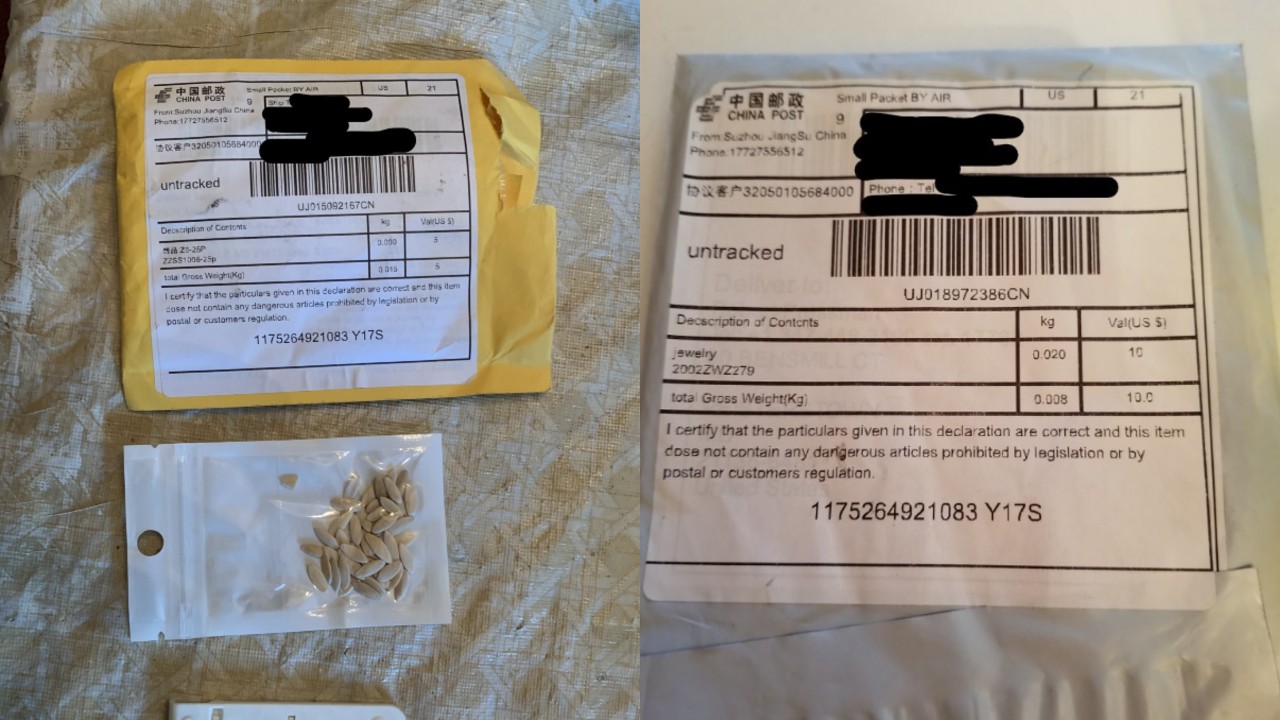 中国邮政
CHINA POST
Small Packet BY AIR
US
21
9
From:Suzhou JiangSu China
Phone:17727556512
协议客户32050105684000
untracked
UJ015092167CN
Decscription of Contcnts
kg
Val(US $)
商品
5
total Gross Weight(Kg)
0.015
5
I certify that the particulars given in this declaration are correct and this item
dose not contain any dangerous articles prohibited by legislation or by
postal or customers regulation.
1175264921083 Y17S
中国邮政
CHINA POST
Small Packet BY AIR
US
21
9
From:Suzhou JiangSu China
Phone:17727556512
协议客户32050105684000
Phone : Tel
untracked
UJ018972386CN
Decscription of Contcnts
kg
Val(US $)
jewelry
2002ZWZ279
0.020
10
total Gross Weight(Kg)
0.008
10.0
I certify that the particulars given in this declaration are correct and this item
dose not contain any dangerous articles prohibited by legislation or by
postal or customers regulation.
1175264921083 Y17S